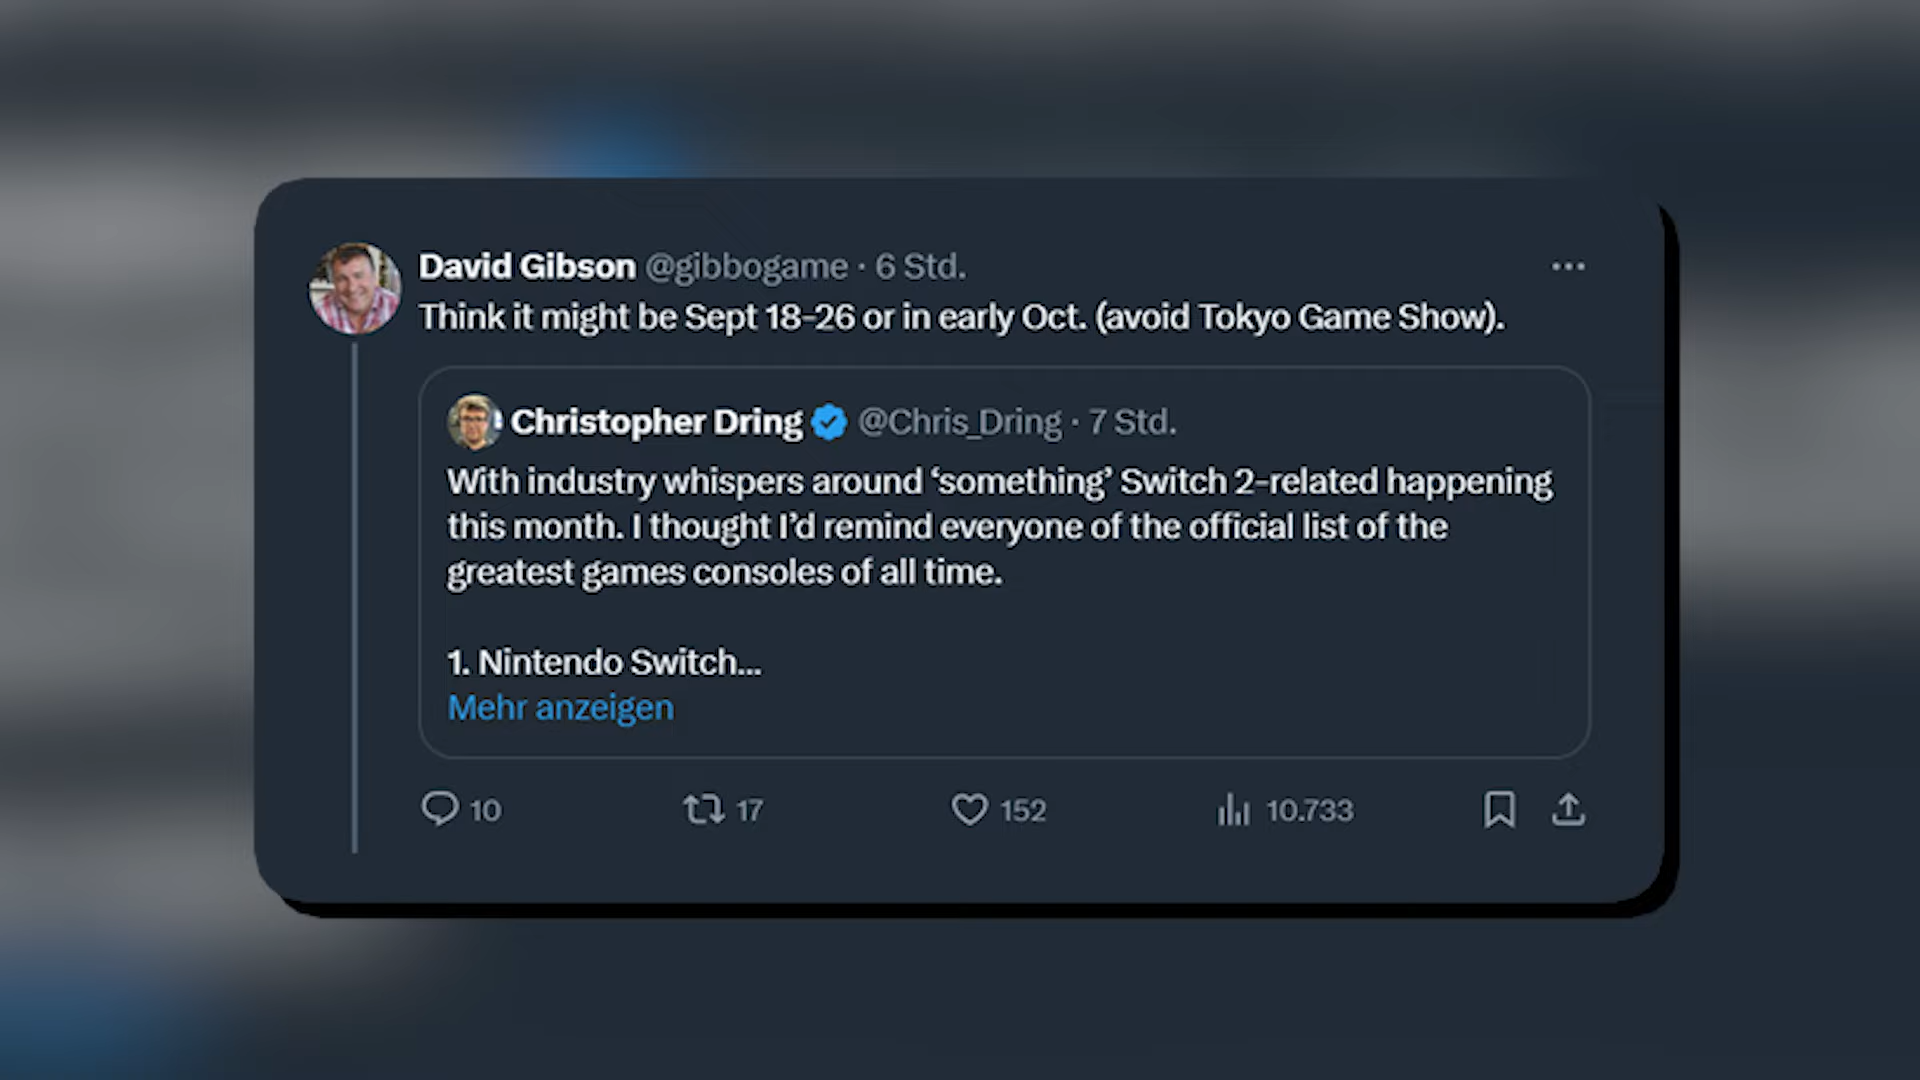 David Gibson @gibbogame · 6 Std.
Think it might be Sept 18-26 or in early Oct. (avoid Tokyo Game Show).
Christopher Dring @Chris_Dring · 7 Std.
With industry whispers around ‘something’ Switch 2-related happening
this month. I thought I’d remind everyone of the official list of the
greatest games consoles of all time.
1. Nintendo Switch...
Mehr anzeigen
10 17 152 10.733